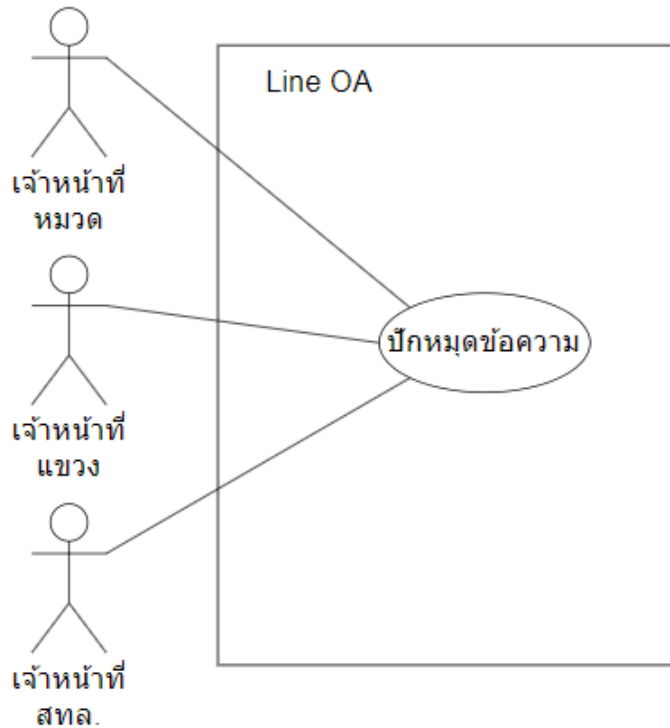 Line OA
เจ้าหน้าที่
หมวด
ปักหมุดข้อความ
เจ้าหน้าที่
แขวง
เจ้าหน้าที่
สทล.